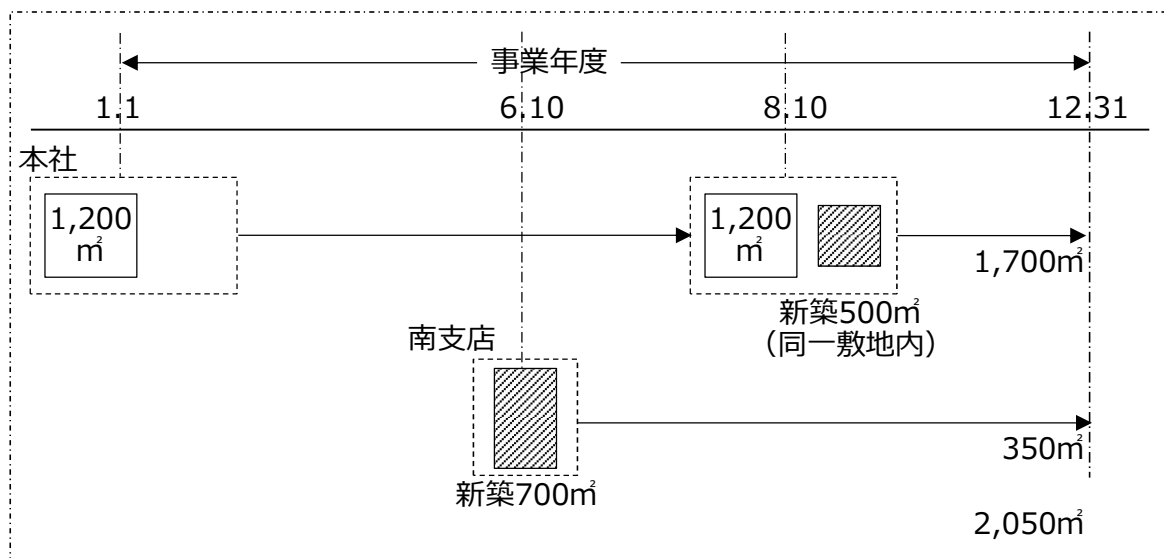 事業年度
1.1 6.10 8.10 12.31
本社
1,200
㎡
1,200
㎡
1,700㎡
新築500㎡
（同一敷地内）
南支店
350㎡
新築700㎡
2,050㎡